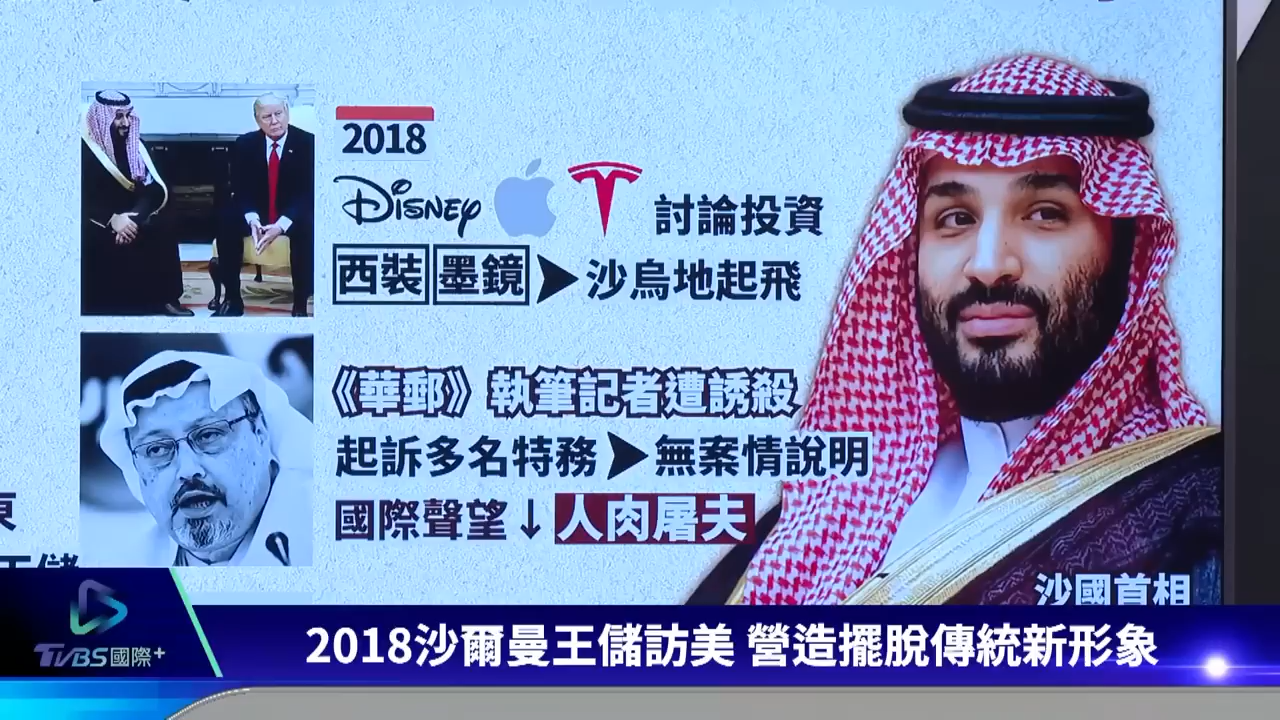 2018
Disney
討論投資
西裝 墨鏡➤沙烏地起飛
《華郵》執筆記者遭誘殺
起訴多名特務➤無案情說明
國際聲望↓人肉屠夫
東
王儲
沙國首相
TVBS國際+
2018沙爾曼王儲訪美 營造擺脫傳統新形象